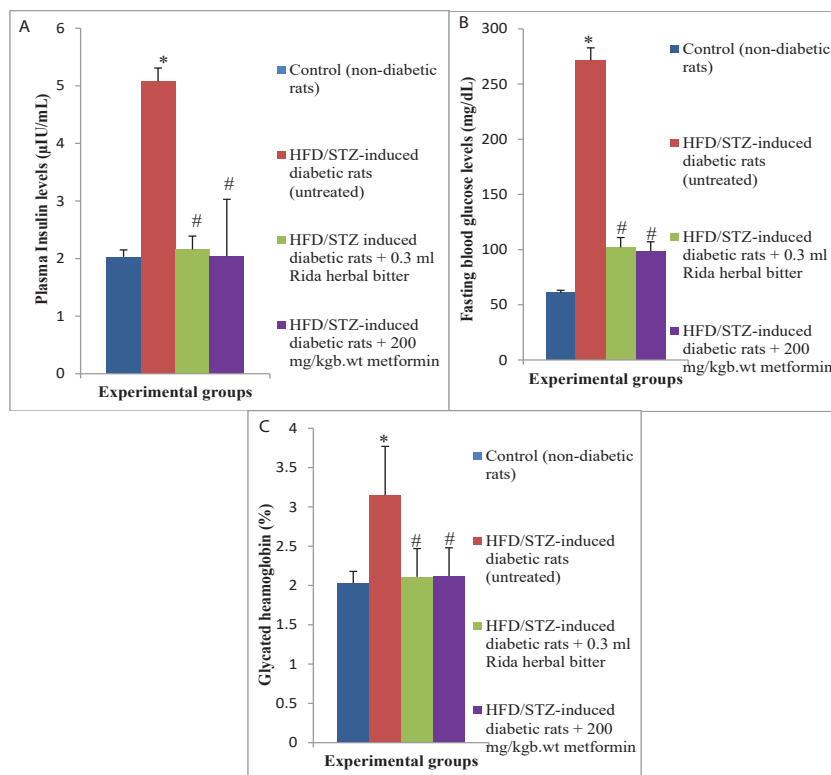 A
Plasma Insulin levels (µIU/mL)
6
5
4
3
2
1
0
*
#
#
Experimental groups
Control (non-diabetic
rats)
HFD/STZ-induced
diabetic rats
(untreated)
HFD/STZ induced
diabetic rats + 0.3 ml
Rida herbal bitter
HFD/STZ-induced
diabetic rats + 200
mg/kgb.wt metformin
B
Fasting blood glucose levels (mg/dL)
300
250
200
150
100
50
0
*
#
#
Experimental groups
Control (non-diabetic
rats)
HFD/STZ-induced
diabetic rats
(untreated)
HFD/STZ-induced
diabetic rats + 0.3 ml
Rida herbal bitter
HFD/STZ-induced
diabetic rats + 200
mg/kgb.wt metformin
C
Glycated heamoglobin (%)
4
3.5
3
2.5
2
1.5
1
0.5
0
*
#
#
Experimental groups
Control (non-diabetic
rats)
HFD/STZ-induced
diabetic rats
(untreated)
HFD/STZ-induced
diabetic rats + 0.3 ml
Rida herbal bitter
HFD/STZ-induced
diabetic rats + 200
mg/kgb.wt metformin